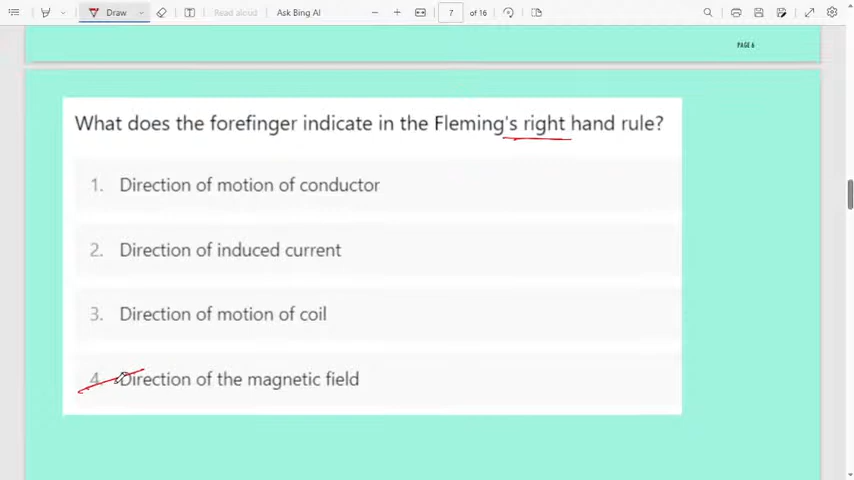 Draw Read aloud Ask Bing AI 7 of 16
PAGE 6
What does the forefinger indicate in the Fleming's right hand rule?
1. Direction of motion of conductor
2. Direction of induced current
3. Direction of motion of coil
4. Direction of the magnetic field